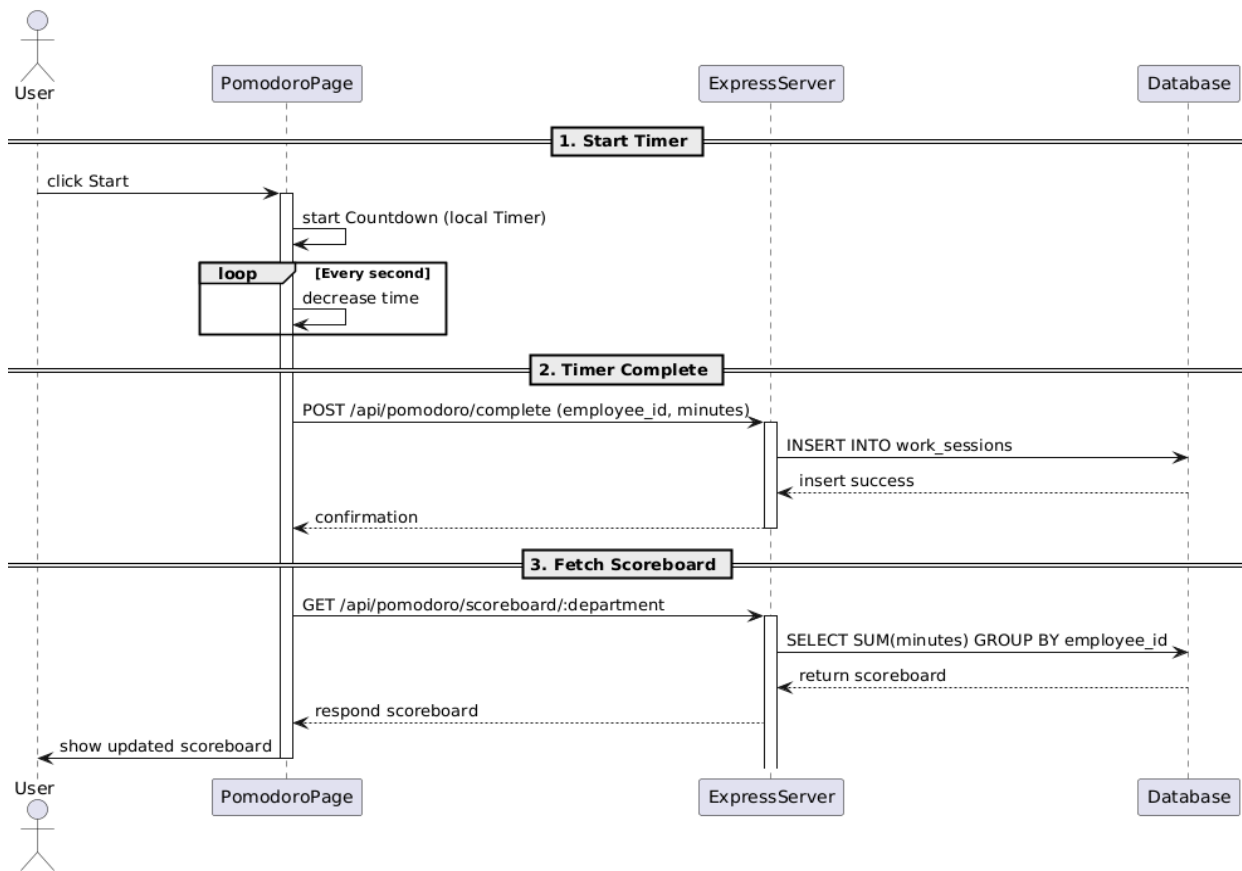 User
PomodoroPage
ExpressServer
Database
1. Start Timer
click Start
start Countdown (local Timer)
loop
[Every second]
decrease time
2. Timer Complete
POST /api/pomodoro/complete (employee_id, minutes)
INSERT INTO work_sessions
insert success
confirmation
3. Fetch Scoreboard
GET /api/pomodoro/scoreboard/:department
SELECT SUM(minutes) GROUP BY employee_id
return scoreboard
respond scoreboard
show updated scoreboard
User
PomodoroPage
ExpressServer
Database